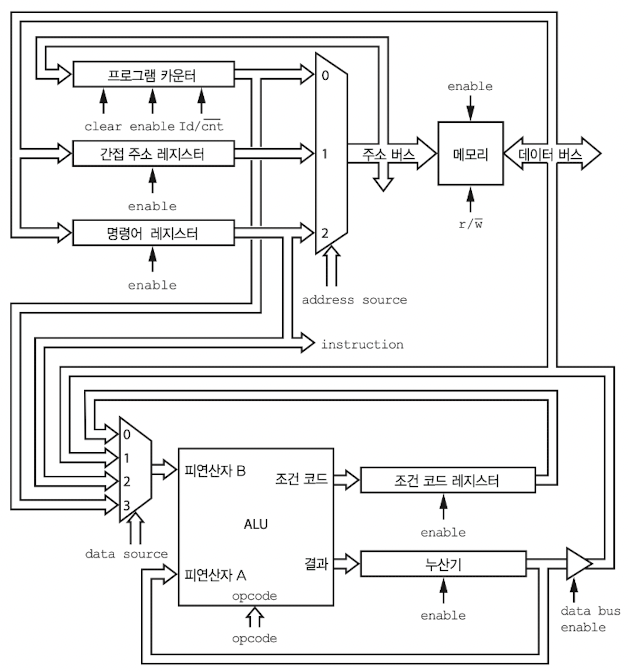 프로그램 카운터
0
enable
clear enable ld/cnt
간접 주소 레지스터
1
주소 버스
메모리
데이터 버스
enable
명령어 레지스터
2
r/w
enable
address source
instruction
0
1
2
3
피연산자 B
조건 코드
조건 코드 레지스터
ALU
enable
data source
결과
누산기
피연산자 A
opcode
enable
data bus
enable
opcode